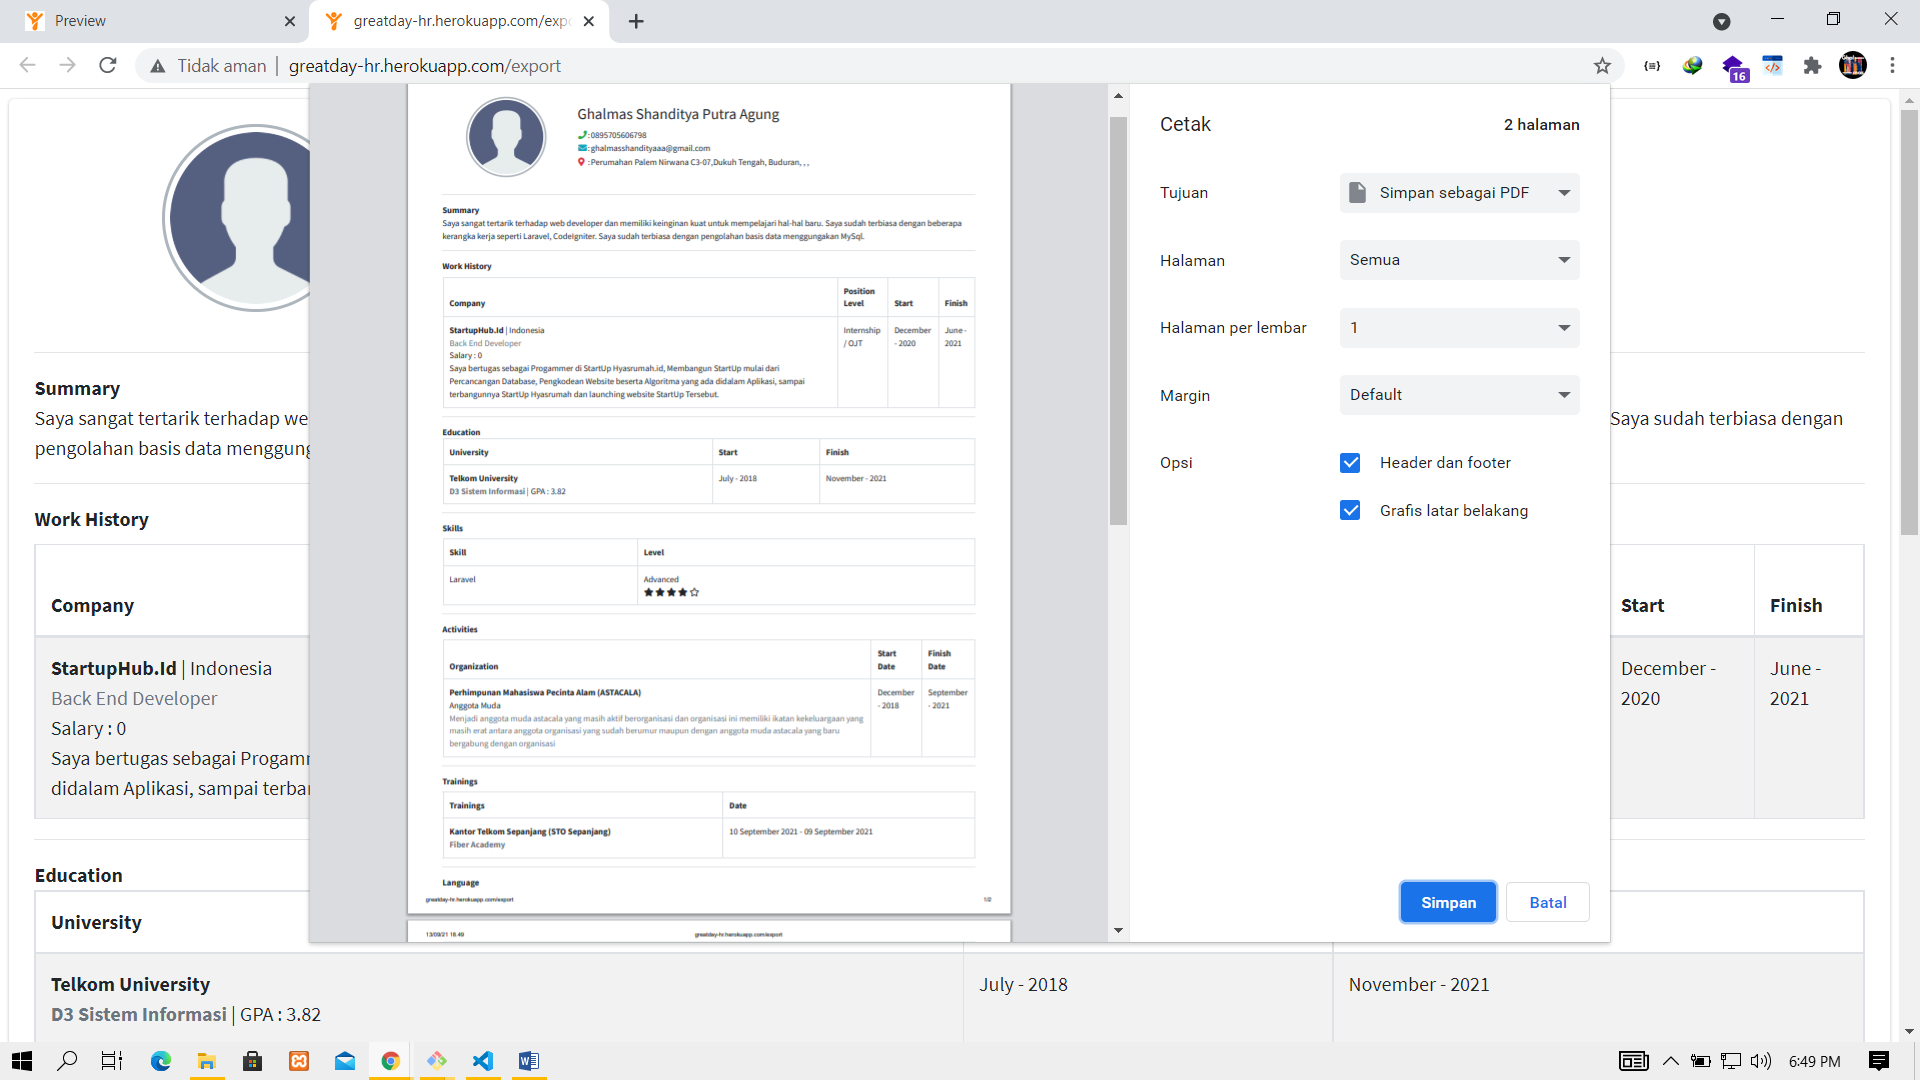 Preview
greatday-hr.herokuapp.com/expo
Tidak aman | greatday-hr.herokuapp.com/export
16
Ghalmas Shanditya Putra Agung
:0895705606798
:ghalmasshandityaaa@gmail.com
:Perumahan Palem Nirwana C3-07,Dukuh Tengah, Buduran, , ,
Summary
Saya sangat tertarik terhadap web developer dan memiliki keinginan kuat untuk mempelajari hal-hal baru. Saya sudah terbiasa dengan beberapa
kerangka kerja seperti Laravel, CodeIgniter. Saya sudah terbiasa dengan pengolahan basis data menggungakan MySql.
Work History
Company
Position Level
Start
Finish
StartupHub.Id | Indonesia
Back End Developer
Salary : 0
Saya bertugas sebagai Progammer di StartUp Hyasrumah.id, Membangun StartUp mulai dari
Percancangan Database, Pengkodean Website beserta Algoritma yang ada didalam Aplikasi, sampai
terbangunnya StartUp Hyasrumah dan launching website StartUp Tersebut.
Internship / OJT
December - 2020
June - 2021
Education
University
Start
Finish
Telkom University
D3 Sistem Informasi | GPA : 3.82
July - 2018
November - 2021
Skills
Skill
Level
Laravel
Advanced
Activities
Organization
Start Date
Finish Date
Perhimpunan Mahasiswa Pecinta Alam (ASTACALA)
Anggota Muda
Menjadi anggota muda astacala yang masih aktif berorganisasi dan organisasi ini memiliki ikatan kekeluargaan yang
masih erat antara anggota organisasi yang sudah berumur maupun dengan anggota muda astacala yang baru
bergabung dengan organisasi
December - 2018
September - 2021
Trainings
Trainings
Date
Kantor Telkom Sepanjang (STO Sepanjang)
Fiber Academy
10 September 2021 - 09 September 2021
Language
greatday-hr.herokuapp.com/export
1/2
13/09/21 18.49
greatday-hr.herokuapp.com/export
Cetak
2 halaman
Tujuan
Simpan sebagai PDF
Halaman
Semua
Halaman per lembar
1
Margin
Default
Opsi
Header dan footer
Grafis latar belakang
Simpan
Batal
Summary
Saya sangat tertarik terhadap we
Saya sudah terbiasa dengan
pengolahan basis data menggung
Work History
Company
Start
Finish
StartupHub.Id | Indonesia
Back End Developer
Salary : 0
Saya bertugas sebagai Progamm
didalam Aplikasi, sampai terba
December - 2020
June - 2021
Education
University
Telkom University
D3 Sistem Informasi | GPA : 3.82
July - 2018
November - 2021
6:49 PM